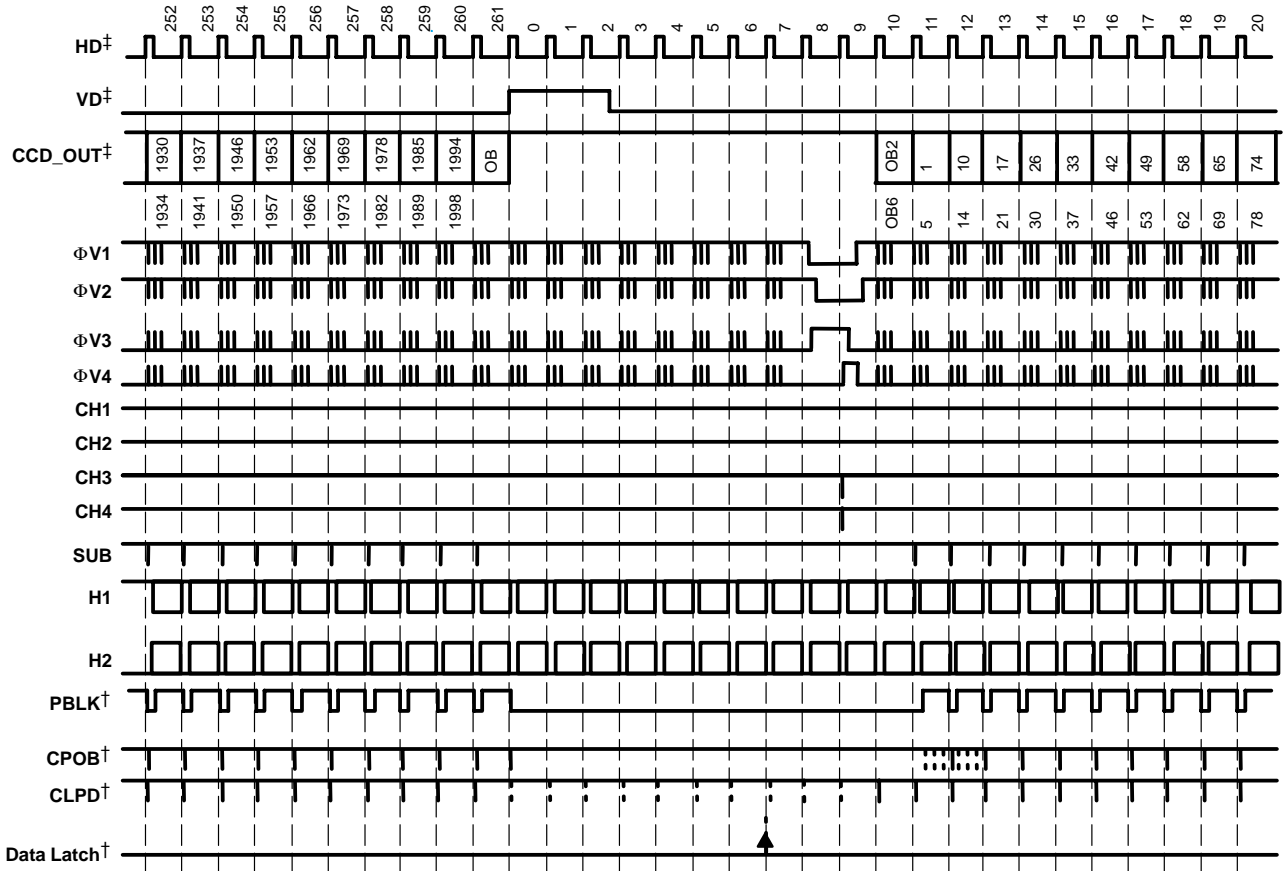 252 253 254 255 256 257 258 259 260 261 0 1 2 3 4 5 6 7 8 9 10 11 12 13 14 15 16 17 18 19 20
HD‡
VD‡
CCD_OUT‡ 1930 1937 1946 1953 1962 1969 1978 1985 1994 OB OB2 1 10 17 26 33 42 49 58 65 74
1934 1941 1950 1957 1966 1973 1982 1989 1998 OB6 5 14 21 30 37 46 53 62 69 78
ΦV1
ΦV2
ΦV3
ΦV4
CH1
CH2
CH3
CH4
SUB
H1
H2
PBLK†
CPOB†
CLPD†
Data Latch†